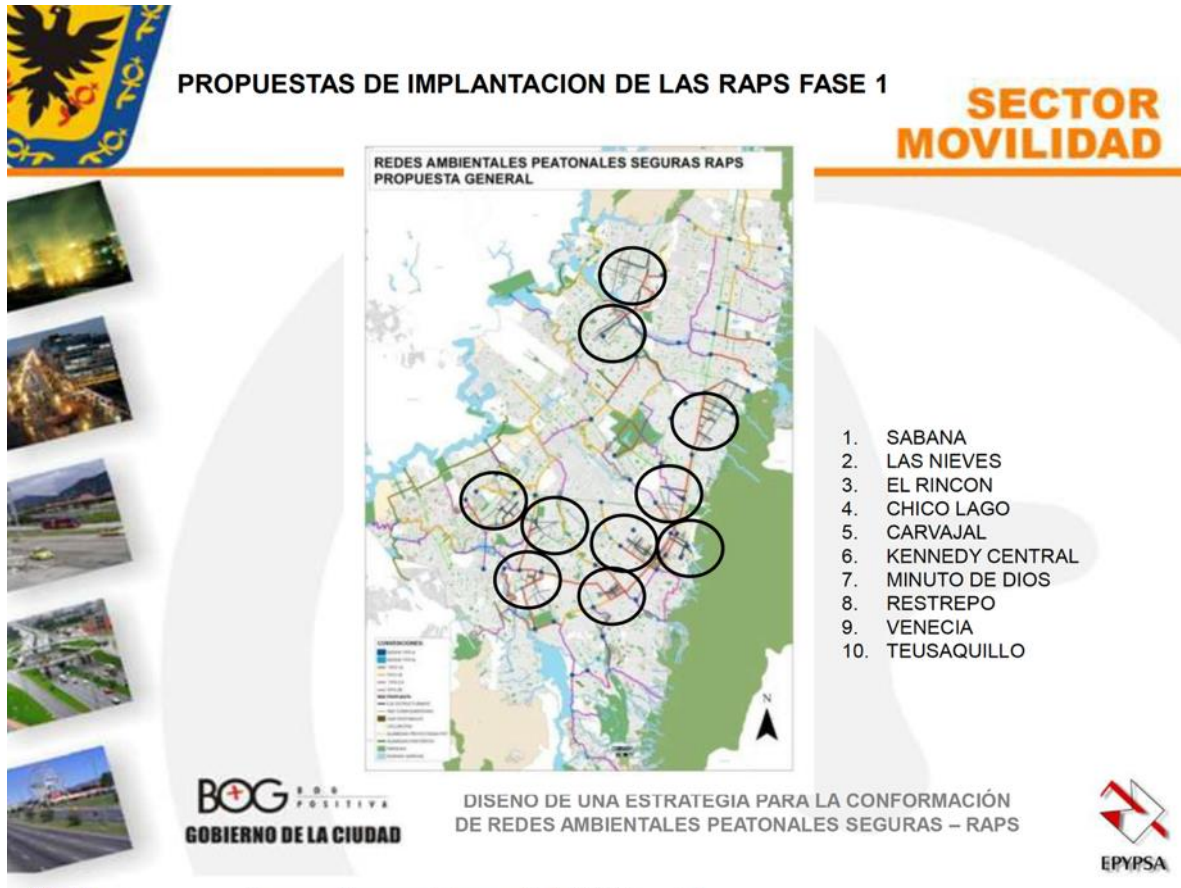 PROPUESTAS DE IMPLANTACION DE LAS RAPS FASE 1
SECTOR
MOVILIDAD
REDES AMBIENTALES PEATONALES SEGURAS RAPS
PROPUESTA GENERAL
1. SABANA
2. LAS NIEVES
3. EL RINCON
4. CHICO LAGO
5. CARVAJAL
6. KENNEDY CENTRAL
7. MINUTO DE DIOS
8. RESTREPO
9. VENECIA
10. TEUSAQUILLO
CONVENCIONES
N
BOG BOG
POSITIVA
GOBIERNO DE LA CIUDAD
DISENO DE UNA ESTRATEGIA PARA LA CONFORMACIÓN
DE REDES AMBIENTALES PEATONALES SEGURAS – RAPS
EPYPSA